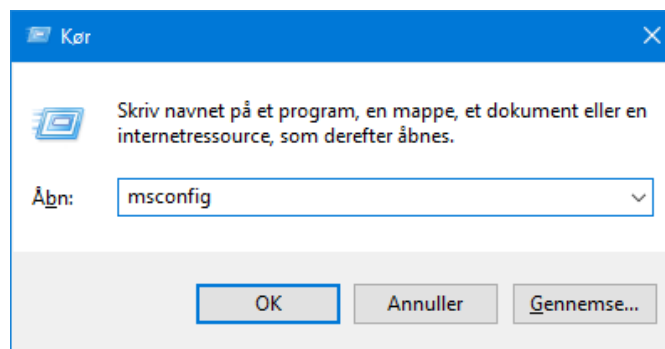 Kør
Skriv navnet på et program, en mappe, et dokument eller en
internetressource, som derefter åbnes.
Åbn: msconfig
OK Annuller Gennemse...